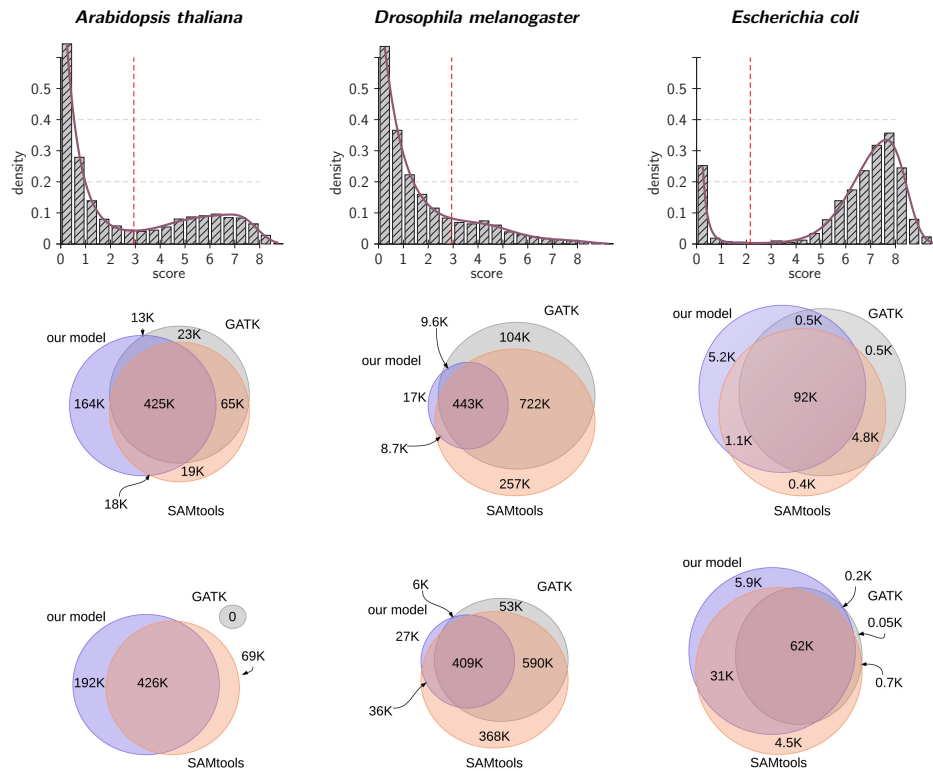 Arabidopsis thaliana
Drosophila melanogaster
Escherichia coli
density
0.5
0.4
0.3
0.2
0.1
0
0 1 2 3 4 5 6 7 8
score
density
0.5
0.4
0.3
0.2
0.1
0
0 1 2 3 4 5 6 7 8
score
density
0.5
0.4
0.3
0.2
0.1
0
0 1 2 3 4 5 6 7 8
score
13K
our model
GATK
23K
164K
425K
65K
19K
18K
SAMtools
9.6K
104K
GATK
our model
17K
443K
722K
8.7K
257K
SAMtools
our model
GATK
0.5K
5.2K
0.5K
92K
1.1K
4.8K
0.4K
SAMtools
GATK
our model
0
69K
192K
426K
SAMtools
6K
GATK
our model
53K
27K
409K
590K
36K
368K
SAMtools
our model
5.9K
0.2K
GATK
0.05K
62K
31K
0.7K
4.5K
SAMtools